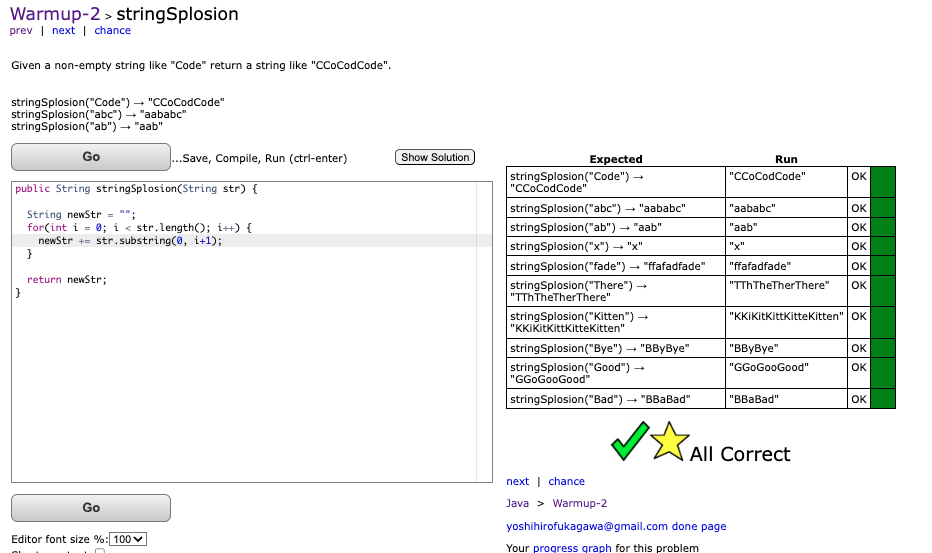 Warmup-2 > stringSplosion
prev | next | chance
Given a non-empty string like "Code" return a string like "CCoCodCode".
stringSplosion("Code") → "CCoCodCode"
stringSplosion("abc") → "aababc"
stringSplosion("ab") → "aab"
Go
...Save, Compile, Run (ctrl-enter)
Show Solution
public String stringSplosion(String str) {
String newStr = "";
for(int i = 0; i < str.length(); i++) {
newStr += str.substring(0, i+1);
}
return newStr;
}
Go
Editor font size %: 100
Expected Run
stringSplosion("Code") → "CCoCodCode" OK
"CCoCodCode"
stringSplosion("abc") → "aababc" "aababc" OK
stringSplosion("ab") → "aab" "aab" OK
stringSplosion("x") → "x" "x" OK
stringSplosion("fade") → "ffafadfade" "ffafadfade" OK
stringSplosion("There") → "TThTheTherThere" OK
"TThTheTherThere"
stringSplosion("Kitten") → "KKiKitKittKitteKitten" OK
"KKiKitKittKitteKitten"
stringSplosion("Bye") → "BByBye" "BByBye" OK
stringSplosion("Good") → "GGoGooGood" OK
"GGoGooGood"
stringSplosion("Bad") → "BBaBad" "BBaBad" OK
All Correct
next | chance
Java > Warmup-2
yoshihirofukagawa@gmail.com done page
Your progress graph for this problem